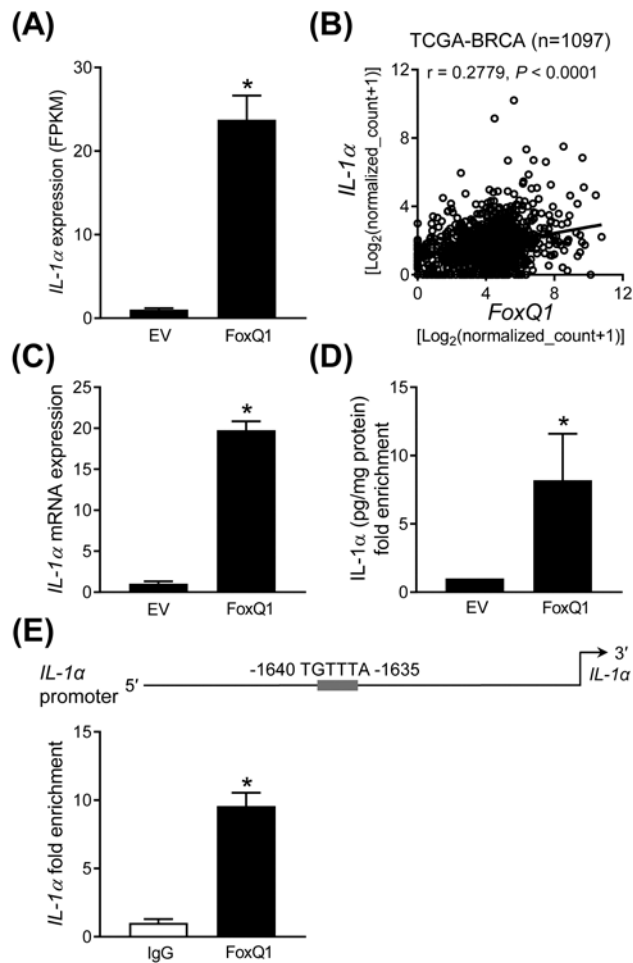 (A)
IL-1α expression (FPKM)
30
20
10
0
*
EV
FoxQ1
(B)
TCGA-BRCA (n=1097)
r = 0.2779, P < 0.0001
IL-1α
[Log2(normalized_count+1)]
12
8
4
0
0
4
8
12
FoxQ1
[Log2(normalized_count+1)]
(C)
IL-1α mRNA expression
25
20
15
10
5
0
*
EV
FoxQ1
(D)
IL-1α (pg/mg protein)
fold enrichment
15
10
5
0
*
EV
FoxQ1
(E)
IL-1α
promoter
5′
-1640 TGTTTA -1635
3′
IL-1α
IL-1α fold enrichment
15
10
5
0
*
IgG
FoxQ1